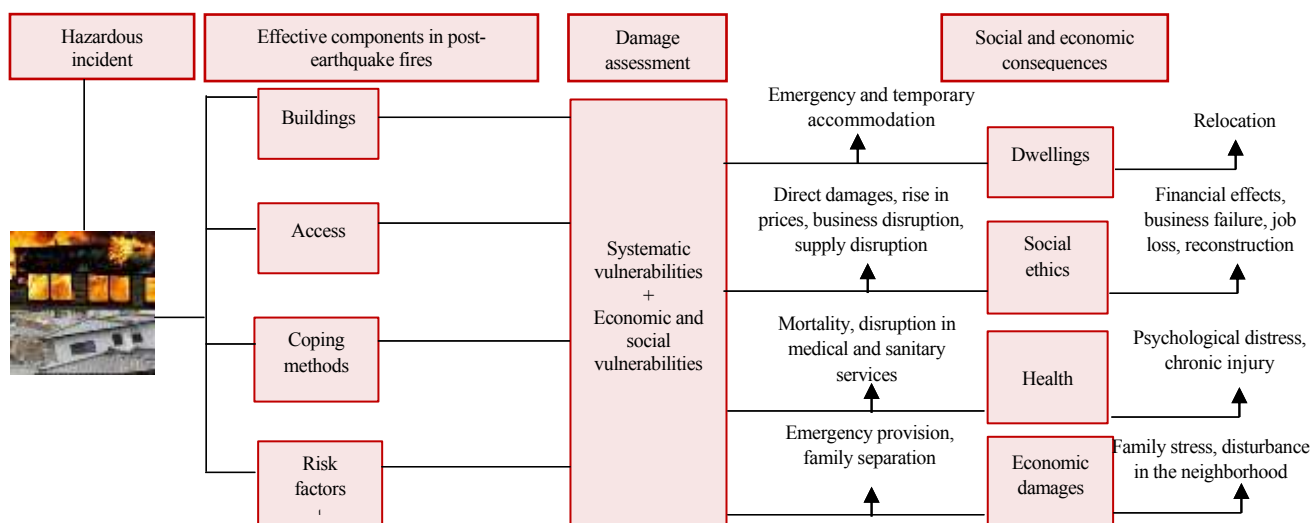 Hazardous
incident
Effective components in post-
earthquake fires
Damage
assessment
Social and economic
consequences
Buildings
Access
Coping
methods
Risk
factors
Systematic
vulnerabilities
+
Economic and
social
vulnerabilities
Emergency and temporary
accommodation
Direct damages, rise in
prices, business disruption,
supply disruption
Mortality, disruption in
medical and sanitary
services
Emergency provision,
family separation
Dwellings
Social
ethics
Health
Economic
damages
Relocation
Financial effects,
business failure, job
loss, reconstruction
Psychological distress,
chronic injury
Family stress, disturbance
in the neighborhood